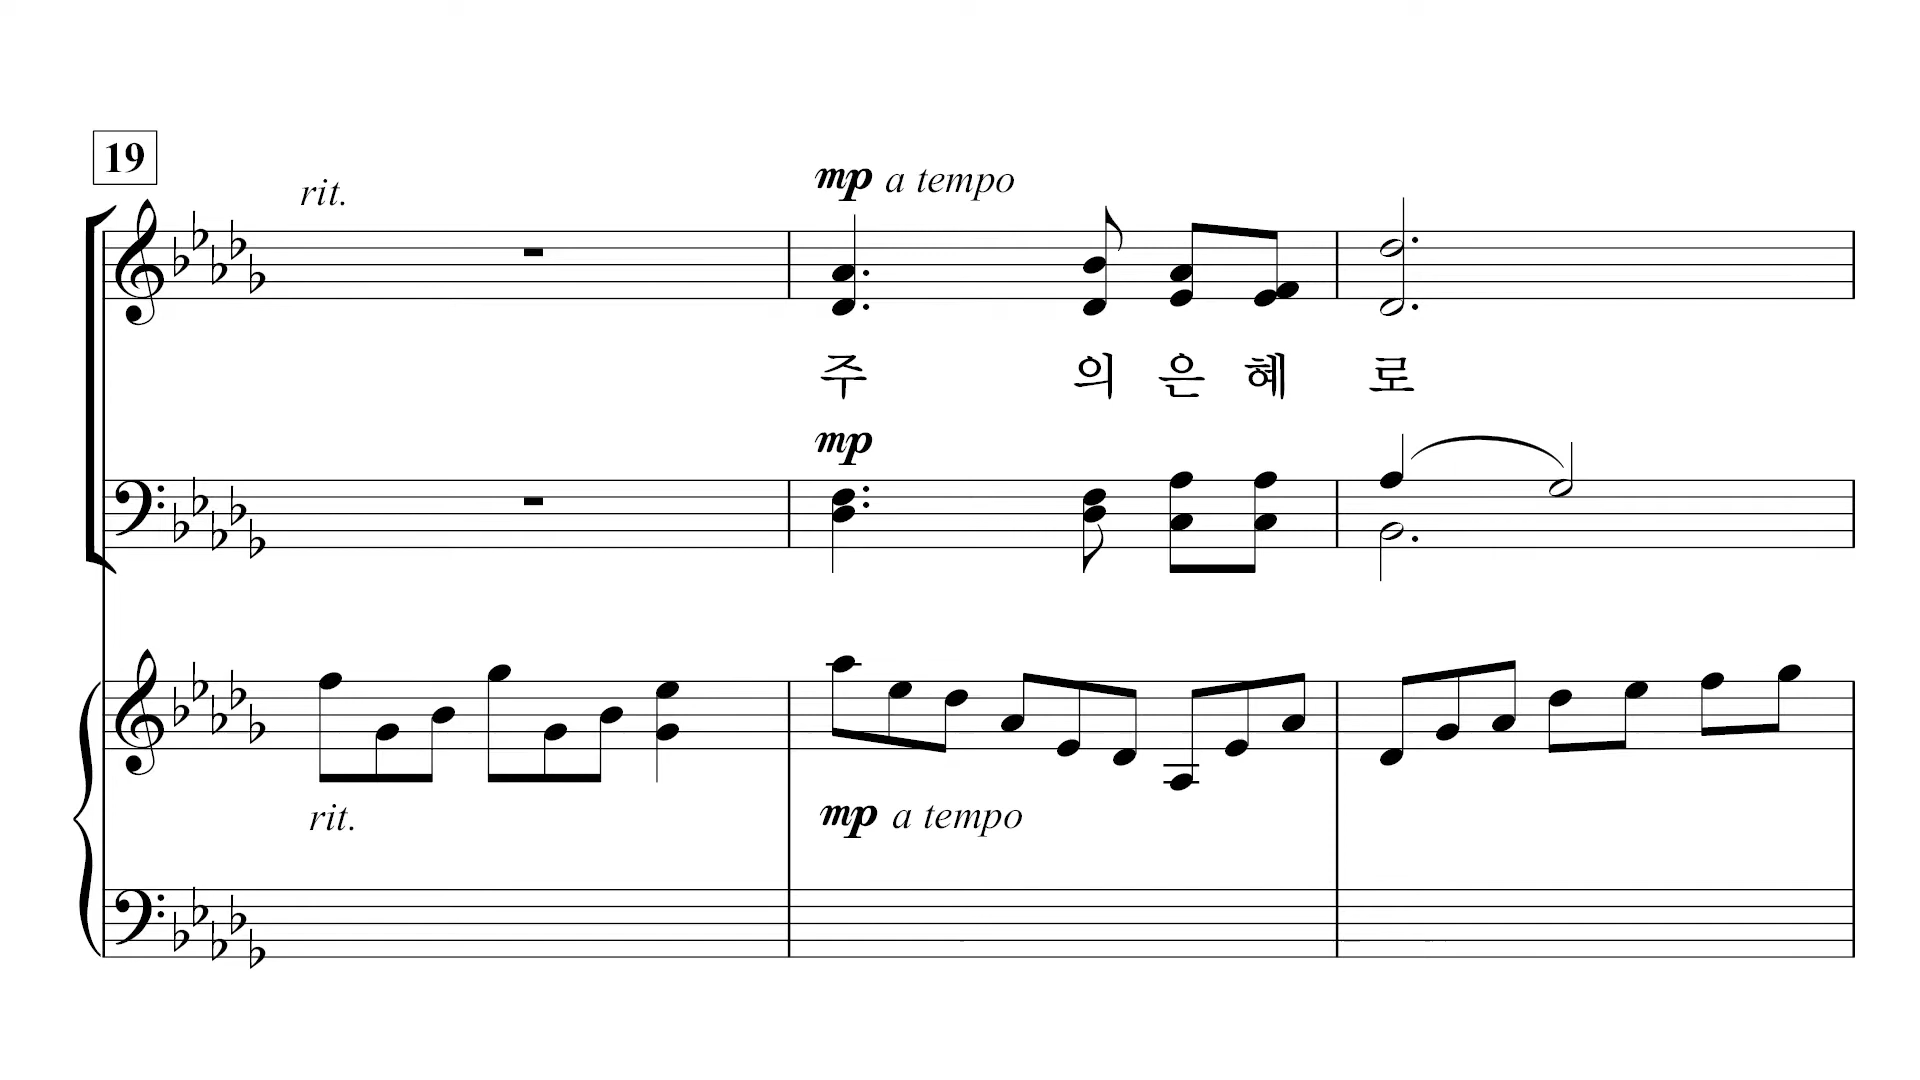 19
rit.
mp a tempo
주 의 은 혜 로
mp
rit.
mp a tempo